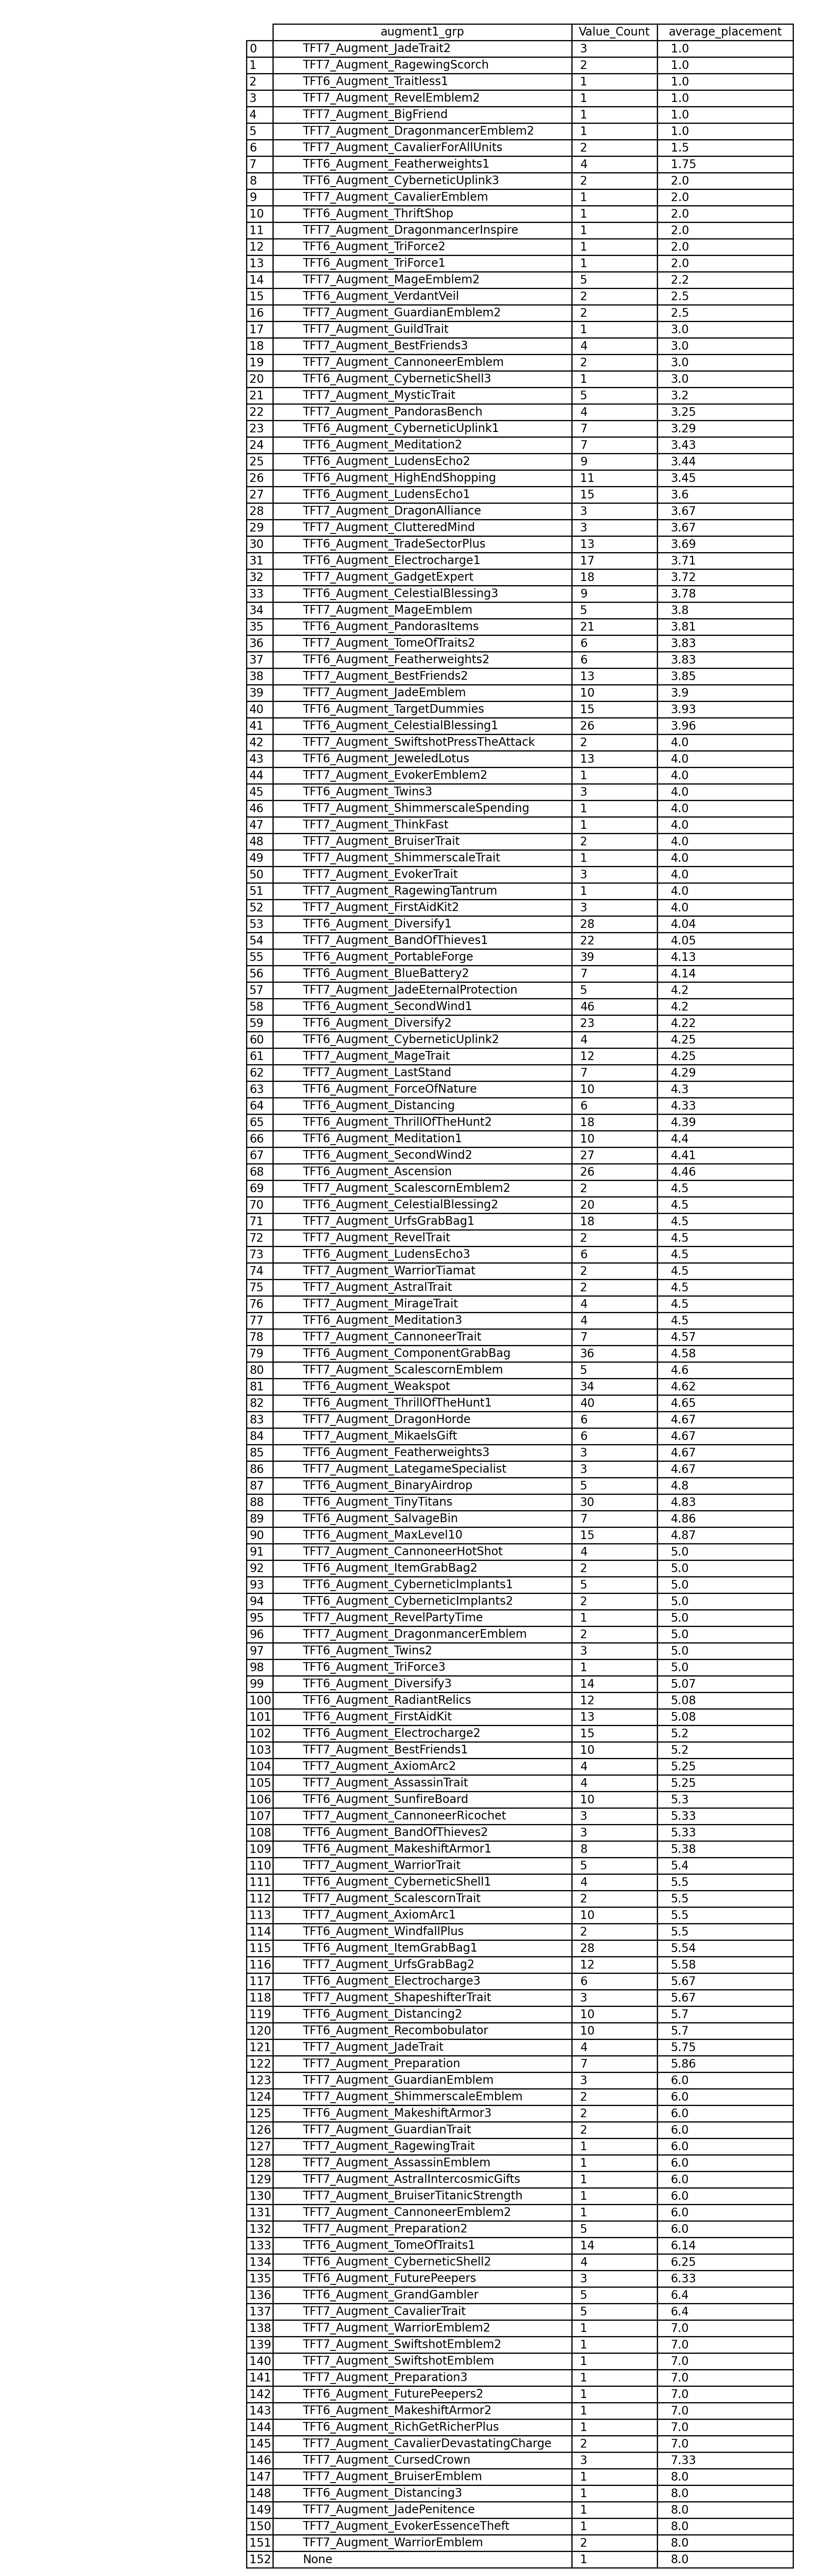 augment1_grp Value_Count average_placement
0 TFT7_Augment_JadeTrait2 3 1.0
1 TFT7_Augment_RagewingScorch 2 1.0
2 TFT6_Augment_Traitless1 1 1.0
3 TFT7_Augment_RevelEmblem2 1 1.0
4 TFT7_Augment_BigFriend 1 1.0
5 TFT7_Augment_DragonmancerEmblem2 1 1.0
6 TFT7_Augment_CavalierForAllUnits 2 1.5
7 TFT6_Augment_Featherweights1 4 1.75
8 TFT6_Augment_CyberneticUplink3 2 2.0
9 TFT7_Augment_CavalierEmblem 1 2.0
10 TFT6_Augment_ThriftShop 1 2.0
11 TFT7_Augment_DragonmancerInspire 1 2.0
12 TFT6_Augment_TriForce2 1 2.0
13 TFT6_Augment_TriForce1 1 2.0
14 TFT7_Augment_MageEmblem2 5 2.2
15 TFT6_Augment_VerdantVeil 2 2.5
16 TFT7_Augment_GuardianEmblem2 2 2.5
17 TFT7_Augment_GuildTrait 1 3.0
18 TFT7_Augment_BestFriends3 4 3.0
19 TFT7_Augment_CannoneerEmblem 2 3.0
20 TFT6_Augment_CyberneticShell3 1 3.0
21 TFT7_Augment_MysticTrait 5 3.2
22 TFT7_Augment_PandorasBench 4 3.25
23 TFT6_Augment_CyberneticUplink1 7 3.29
24 TFT6_Augment_Meditation2 7 3.43
25 TFT6_Augment_LudensEcho2 9 3.44
26 TFT6_Augment_HighEndShopping 11 3.45
27 TFT6_Augment_LudensEcho1 15 3.6
28 TFT7_Augment_DragonAlliance 3 3.67
29 TFT7_Augment_ClutteredMind 3 3.67
30 TFT6_Augment_TradeSectorPlus 13 3.69
31 TFT6_Augment_Electrocharge1 17 3.71
32 TFT7_Augment_GadgetExpert 18 3.72
33 TFT6_Augment_CelestialBlessing3 9 3.78
34 TFT7_Augment_MageEmblem 5 3.8
35 TFT6_Augment_PandorasItems 21 3.81
36 TFT7_Augment_TomeOfTraits2 6 3.83
37 TFT6_Augment_Featherweights2 6 3.83
38 TFT7_Augment_BestFriends2 13 3.85
39 TFT7_Augment_JadeEmblem 10 3.9
40 TFT6_Augment_TargetDummies 15 3.93
41 TFT6_Augment_CelestialBlessing1 26 3.96
42 TFT7_Augment_SwiftshotPressTheAttack 2 4.0
43 TFT6_Augment_JeweledLotus 13 4.0
44 TFT7_Augment_EvokerEmblem2 1 4.0
45 TFT6_Augment_Twins3 3 4.0
46 TFT7_Augment_ShimmerscaleSpending 1 4.0
47 TFT7_Augment_ThinkFast 1 4.0
48 TFT7_Augment_BruiserTrait 2 4.0
49 TFT7_Augment_ShimmerscaleTrait 1 4.0
50 TFT7_Augment_EvokerTrait 3 4.0
51 TFT7_Augment_RagewingTantrum 1 4.0
52 TFT7_Augment_FirstAidKit2 3 4.0
53 TFT6_Augment_Diversify1 28 4.04
54 TFT7_Augment_BandOfThieves1 22 4.05
55 TFT6_Augment_PortableForge 39 4.13
56 TFT6_Augment_BlueBattery2 7 4.14
57 TFT7_Augment_JadeEternalProtection 5 4.2
58 TFT6_Augment_SecondWind1 46 4.2
59 TFT6_Augment_Diversify2 23 4.22
60 TFT6_Augment_CyberneticUplink2 4 4.25
61 TFT7_Augment_MageTrait 12 4.25
62 TFT7_Augment_LastStand 7 4.29
63 TFT6_Augment_ForceOfNature 10 4.3
64 TFT6_Augment_Distancing 6 4.33
65 TFT6_Augment_ThrillOfTheHunt2 18 4.39
66 TFT6_Augment_Meditation1 10 4.4
67 TFT6_Augment_SecondWind2 27 4.41
68 TFT6_Augment_Ascension 26 4.46
69 TFT7_Augment_ScalescornEmblem2 2 4.5
70 TFT6_Augment_CelestialBlessing2 20 4.5
71 TFT7_Augment_UrfsGrabBag1 18 4.5
72 TFT7_Augment_RevelTrait 2 4.5
73 TFT6_Augment_LudensEcho3 6 4.5
74 TFT7_Augment_WarriorTiamat 2 4.5
75 TFT7_Augment_AstralTrait 2 4.5
76 TFT7_Augment_MirageTrait 4 4.5
77 TFT6_Augment_Meditation3 4 4.5
78 TFT7_Augment_CannoneerTrait 7 4.57
79 TFT6_Augment_ComponentGrabBag 36 4.58
80 TFT7_Augment_ScalescornEmblem 5 4.6
81 TFT6_Augment_Weakspot 34 4.62
82 TFT6_Augment_ThrillOfTheHunt1 40 4.65
83 TFT7_Augment_DragonHorde 6 4.67
84 TFT7_Augment_MikaelsGift 6 4.67
85 TFT6_Augment_Featherweights3 3 4.67
86 TFT7_Augment_LategameSpecialist 3 4.67
87 TFT6_Augment_BinaryAirdrop 5 4.8
88 TFT6_Augment_TinyTitans 30 4.83
89 TFT6_Augment_SalvageBin 7 4.86
90 TFT6_Augment_MaxLevel10 15 4.87
91 TFT7_Augment_CannoneerHotShot 4 5.0
92 TFT6_Augment_ItemGrabBag2 2 5.0
93 TFT6_Augment_CyberneticImplants1 5 5.0
94 TFT6_Augment_CyberneticImplants2 2 5.0
95 TFT7_Augment_RevelPartyTime 1 5.0
96 TFT7_Augment_DragonmancerEmblem 2 5.0
97 TFT6_Augment_Twins2 3 5.0
98 TFT6_Augment_TriForce3 1 5.0
99 TFT6_Augment_Diversify3 14 5.07
100 TFT6_Augment_RadiantRelics 12 5.08
101 TFT6_Augment_FirstAidKit 13 5.08
102 TFT6_Augment_Electrocharge2 15 5.2
103 TFT7_Augment_BestFriends1 10 5.2
104 TFT7_Augment_AxiomArc2 4 5.25
105 TFT7_Augment_AssassinTrait 4 5.25
106 TFT6_Augment_SunfireBoard 10 5.3
107 TFT7_Augment_CannoneerRicochet 3 5.33
108 TFT6_Augment_BandOfThieves2 3 5.33
109 TFT6_Augment_MakeshiftArmor1 8 5.38
110 TFT7_Augment_WarriorTrait 5 5.4
111 TFT6_Augment_CyberneticShell1 4 5.5
112 TFT7_Augment_ScalescornTrait 2 5.5
113 TFT7_Augment_AxiomArc1 10 5.5
114 TFT6_Augment_WindfallPlus 2 5.5
115 TFT6_Augment_ItemGrabBag1 28 5.54
116 TFT7_Augment_UrfsGrabBag2 12 5.58
117 TFT6_Augment_Electrocharge3 6 5.67
118 TFT7_Augment_ShapeshifterTrait 3 5.67
119 TFT6_Augment_Distancing2 10 5.7
120 TFT6_Augment_Recombobulator 10 5.7
121 TFT7_Augment_JadeTrait 4 5.75
122 TFT7_Augment_Preparation 7 5.86
123 TFT7_Augment_GuardianEmblem 3 6.0
124 TFT7_Augment_ShimmerscaleEmblem 2 6.0
125 TFT6_Augment_MakeshiftArmor3 2 6.0
126 TFT7_Augment_GuardianTrait 2 6.0
127 TFT7_Augment_RagewingTrait 1 6.0
128 TFT7_Augment_AssassinEmblem 1 6.0
129 TFT7_Augment_AstralIntercosmicGifts 1 6.0
130 TFT7_Augment_BruiserTitanicStrength 1 6.0
131 TFT7_Augment_CannoneerEmblem2 1 6.0
132 TFT7_Augment_Preparation2 5 6.0
133 TFT6_Augment_TomeOfTraits1 14 6.14
134 TFT6_Augment_CyberneticShell2 4 6.25
135 TFT6_Augment_FuturePeepers 3 6.33
136 TFT6_Augment_GrandGambler 5 6.4
137 TFT7_Augment_CavalierTrait 5 6.4
138 TFT7_Augment_WarriorEmblem2 1 7.0
139 TFT7_Augment_SwiftshotEmblem2 1 7.0
140 TFT7_Augment_SwiftshotEmblem 1 7.0
141 TFT7_Augment_Preparation3 1 7.0
142 TFT6_Augment_FuturePeepers2 1 7.0
143 TFT6_Augment_MakeshiftArmor2 1 7.0
144 TFT6_Augment_RichGetRicherPlus 1 7.0
145 TFT7_Augment_CavalierDevastatingCharge 2 7.0
146 TFT7_Augment_CursedCrown 3 7.33
147 TFT7_Augment_BruiserEmblem 1 8.0
148 TFT6_Augment_Distancing3 1 8.0
149 TFT7_Augment_JadePenitence 1 8.0
150 TFT7_Augment_EvokerEssenceTheft 1 8.0
151 TFT7_Augment_WarriorEmblem 2 8.0
152 None 1 8.0